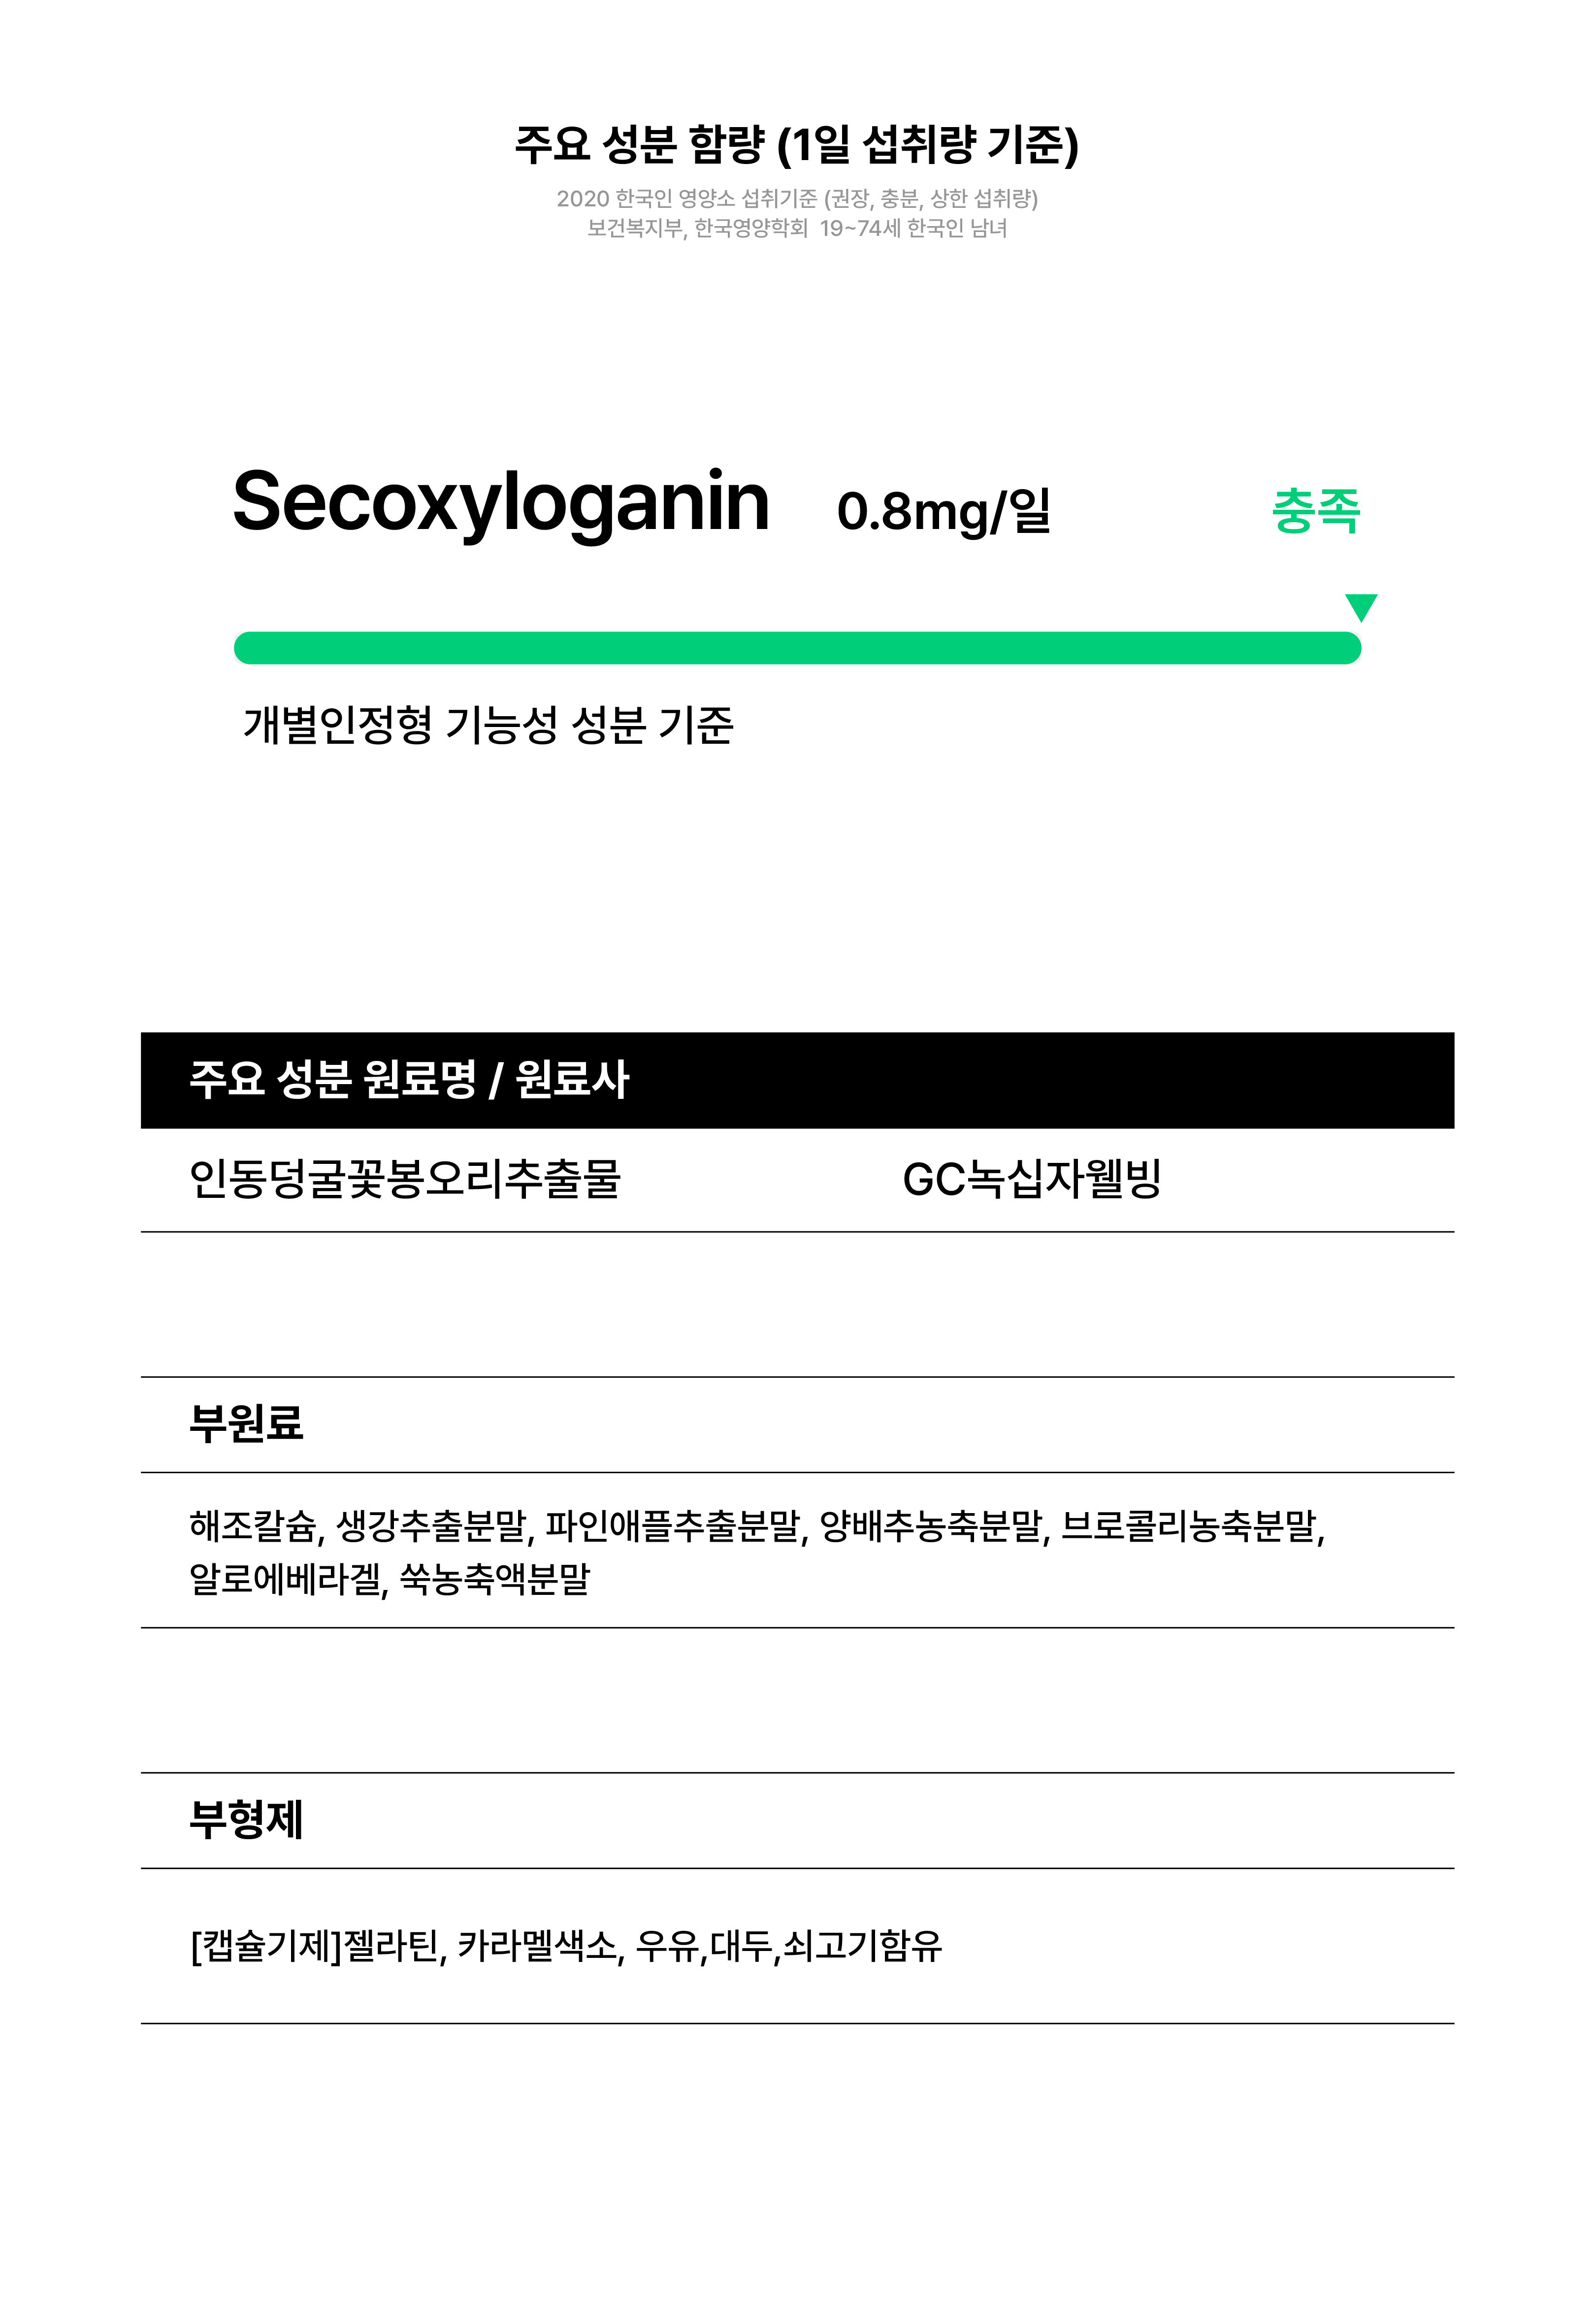 주요 성분 함량 (1일 섭취량 기준)
2020 한국인 영양소 섭취기준 (권장, 충분, 상한 섭취량)
보건복지부, 한국영양학회 19~74세 한국인 남녀
Secoxyloganin 0.8mg/일 충족
개별인정형 기능성 성분 기준
주요 성분 원료명 / 원료사
인동덩굴꽃봉오리추출물 GC녹십자웰빙
부원료
해조칼슘, 생강추출분말, 파인애플추출분말, 양배추농축분말, 브로콜리농축분말,
알로에베라겔, 쑥농축액분말
부형제
[캡슐기제]젤라틴, 카라멜색소, 우유,대두,쇠고기함유